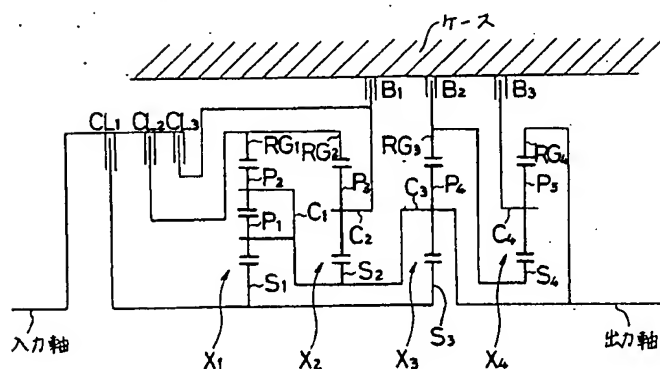 ケース
B1 B2 B3
CL1 CL2 CL3
RG1 RG2 RG3 RG4
P2 P3 P4 P5
P1 C1 C2 C3 C4
S1 S2 S3 S4
入力軸 出力軸
X1 X2 X3 X4